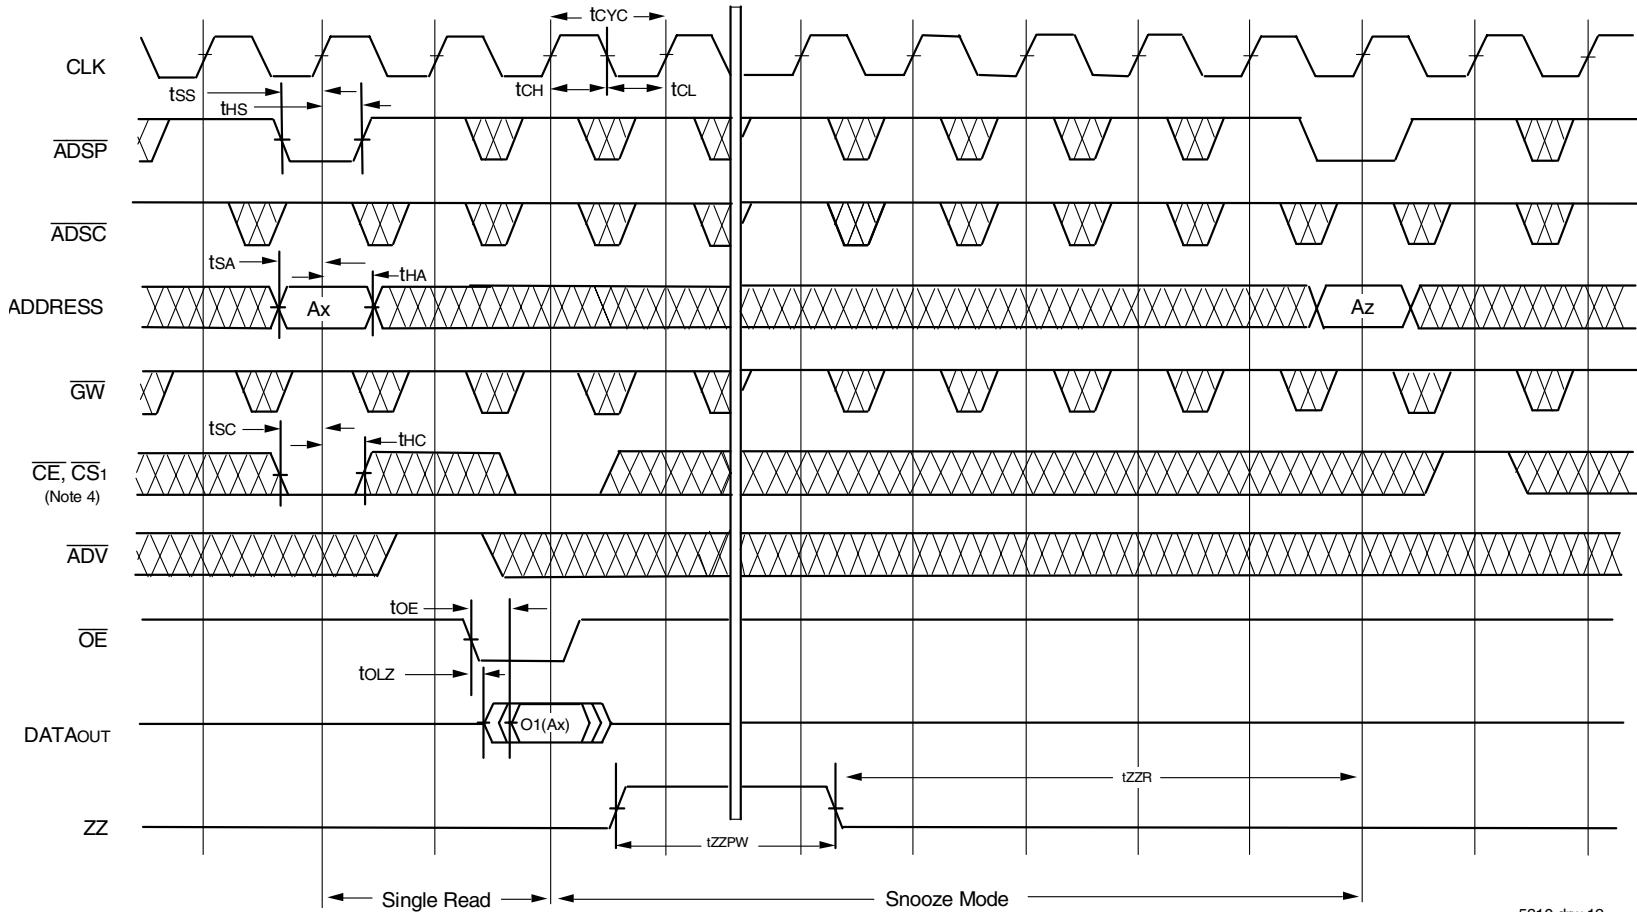 tCYC
CLK
tSS
tCH
tCL
tHS
ADSP
ADSC
tSA
tHA
ADDRESS
Ax
Az
GW
tSC
tHC
CE, CS1
(Note 4)
ADV
tOE
OE
tOLZ
O1(Ax)
DATAOUT
tZZR
ZZ
tZZPW
Single Read
Snooze Mode